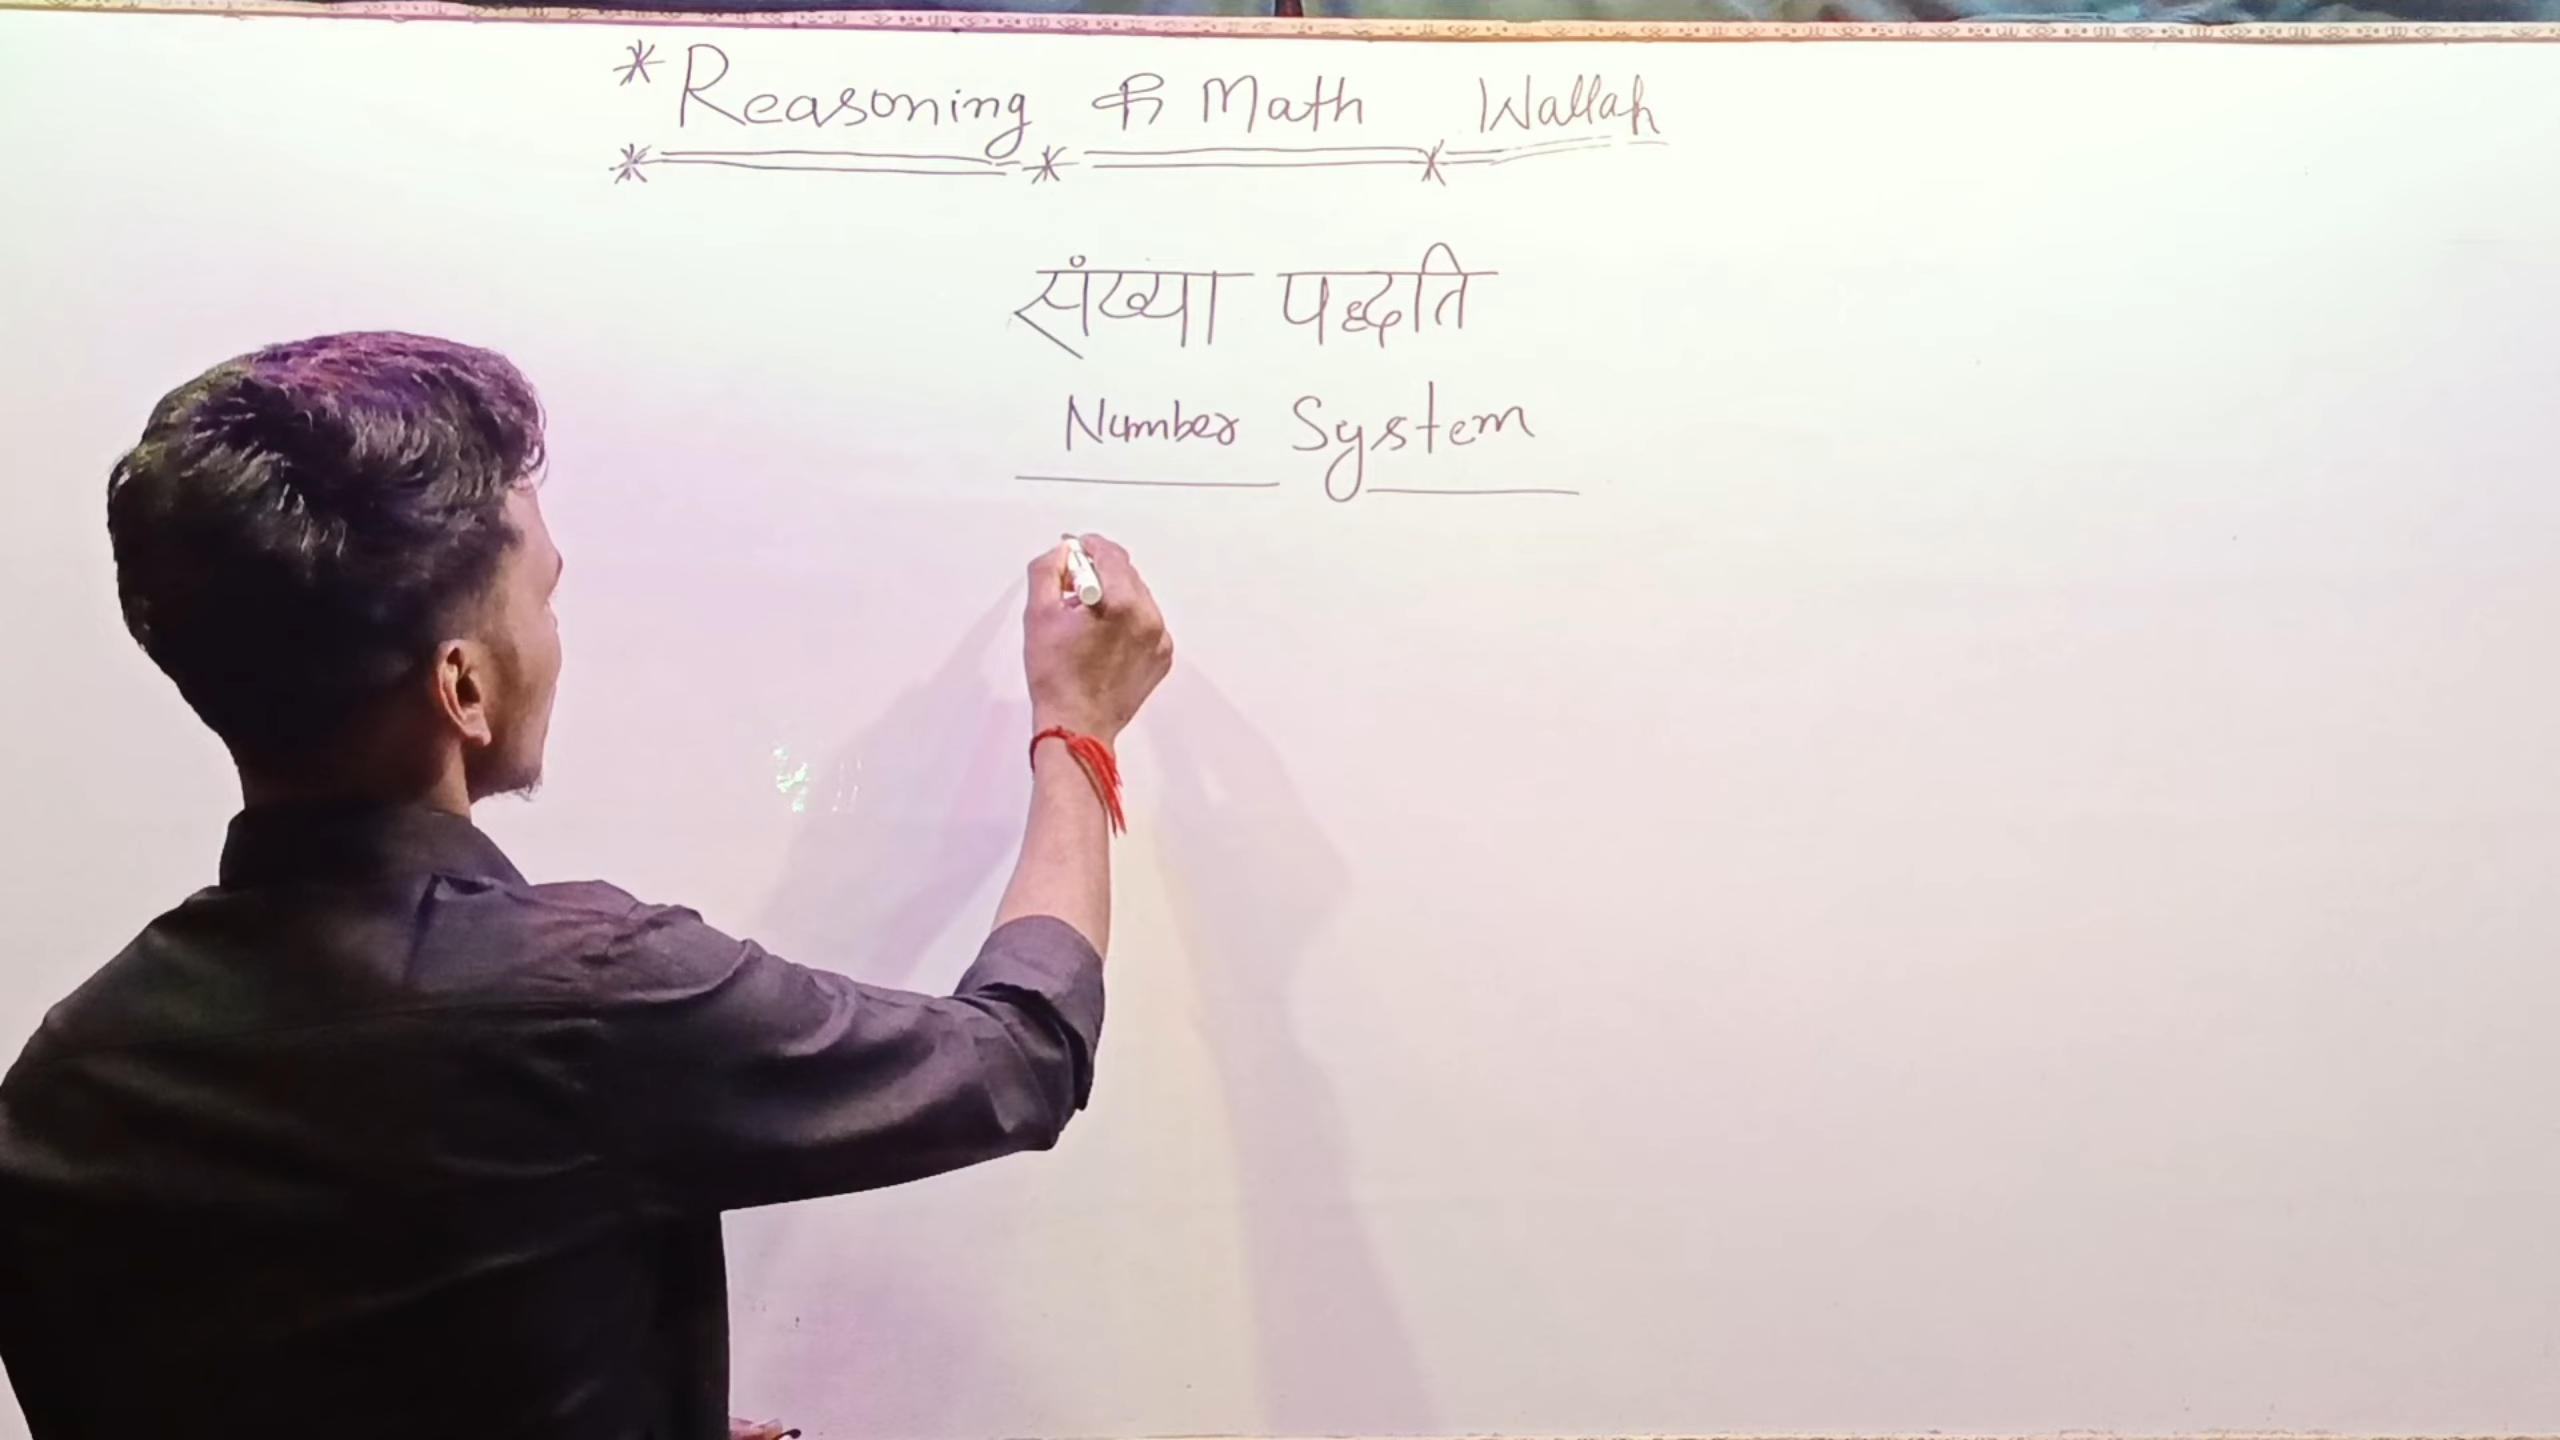 * Reasoning & Math Wallah
संख्या पद्धति
Number System